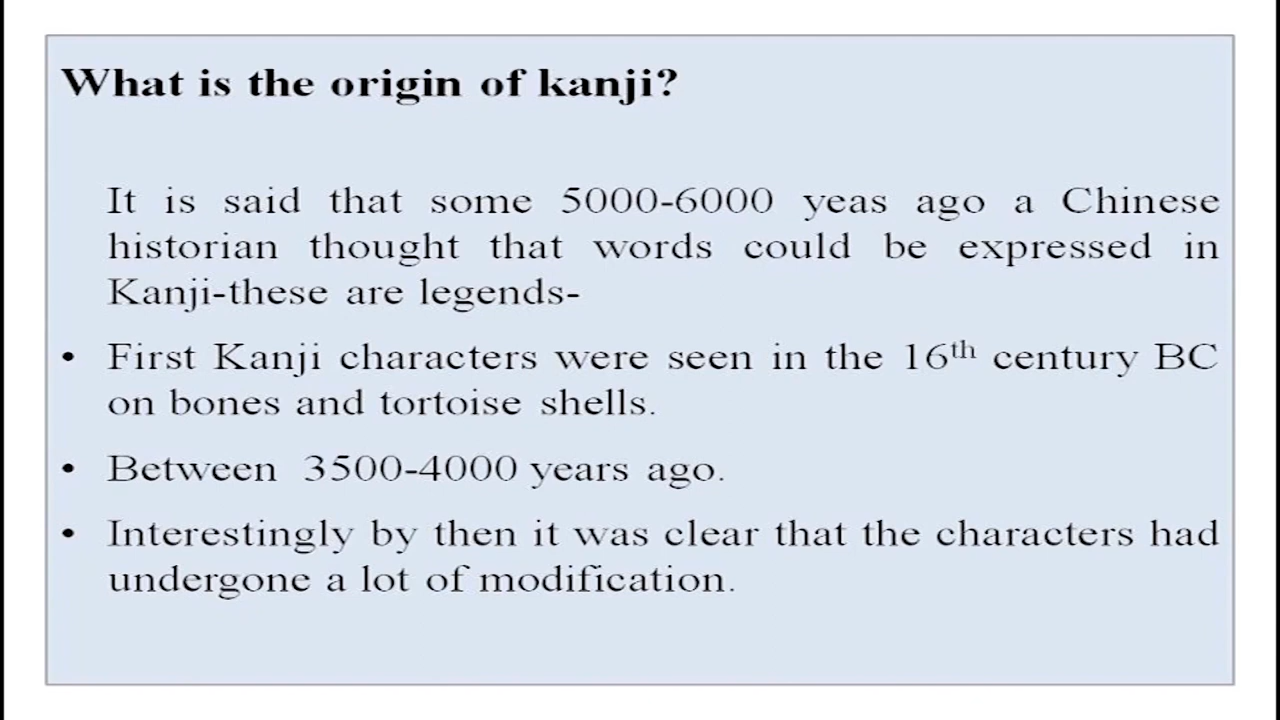 What is the origin of kanji?
It is said that some 5000-6000 yeas ago a Chinese
historian thought that words could be expressed in
Kanji-these are legends-
• First Kanji characters were seen in the 16th century BC
on bones and tortoise shells.
• Between 3500-4000 years ago.
• Interestingly by then it was clear that the characters had
undergone a lot of modification.